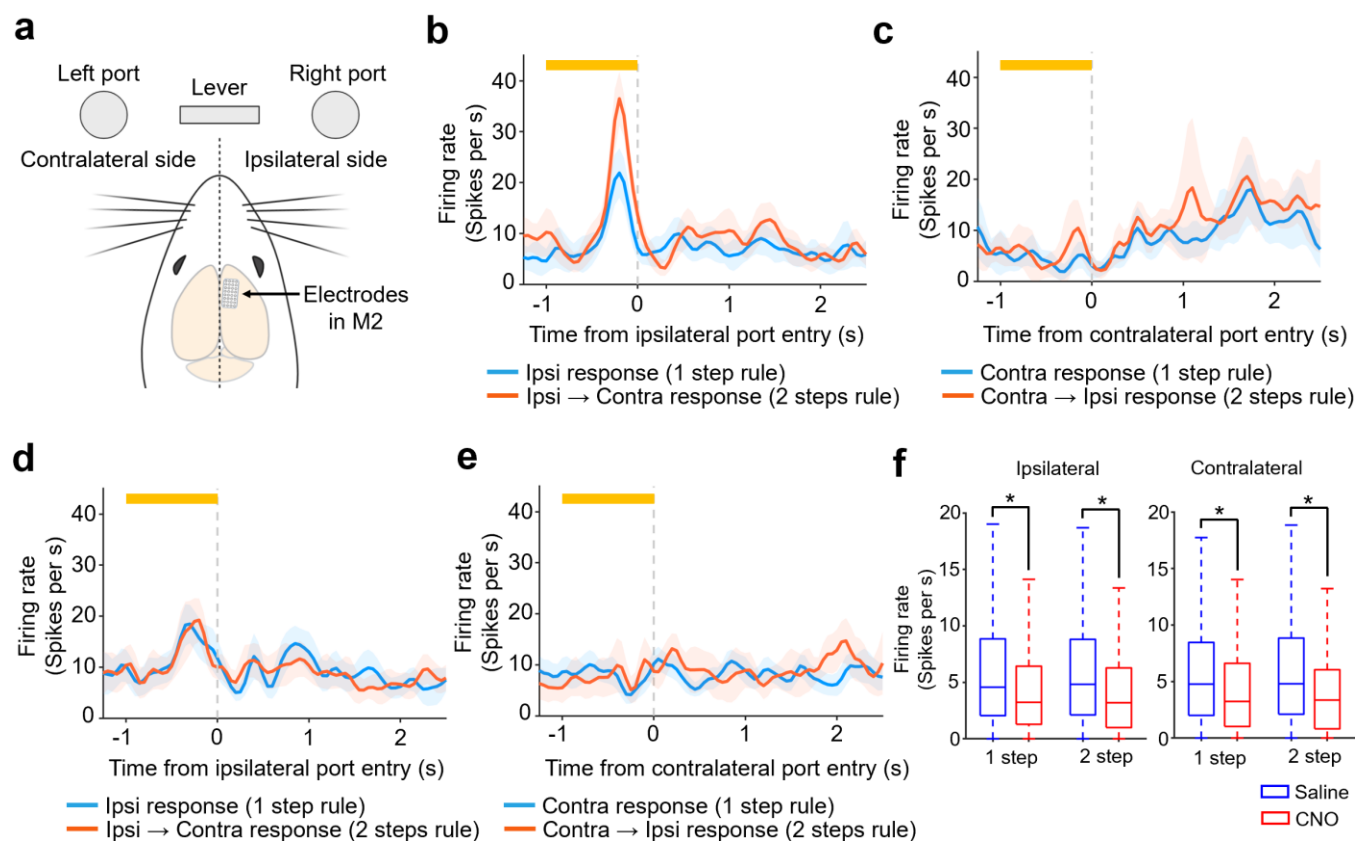 a
Left port
Lever
Right port
Contralateral side
Ipsilateral side
Electrodes
in M2
b
Firing rate
(Spikes per s)
40
30
20
10
0
-1
0
1
2
Time from ipsilateral port entry (s)
Ipsi response (1 step rule)
Ipsi → Contra response (2 steps rule)
c
Firing rate
(Spikes per s)
40
30
20
10
0
-1
0
1
2
Time from contralateral port entry (s)
Contra response (1 step rule)
Contra → Ipsi response (2 steps rule)
d
Firing rate
(Spikes per s)
40
30
20
10
0
-1
0
1
2
Time from ipsilateral port entry (s)
Ipsi response (1 step rule)
Ipsi → Contra response (2 steps rule)
e
Firing rate
(Spikes per s)
40
30
20
10
0
-1
0
1
2
Time from contralateral port entry (s)
Contra response (1 step rule)
Contra → Ipsi response (2 steps rule)
f
Ipsilateral
Firing rate
(Spikes per s)
20
15
10
5
0
*
*
1 step
2 step
Contralateral
20
15
10
5
0
*
*
1 step
2 step
Saline
CNO